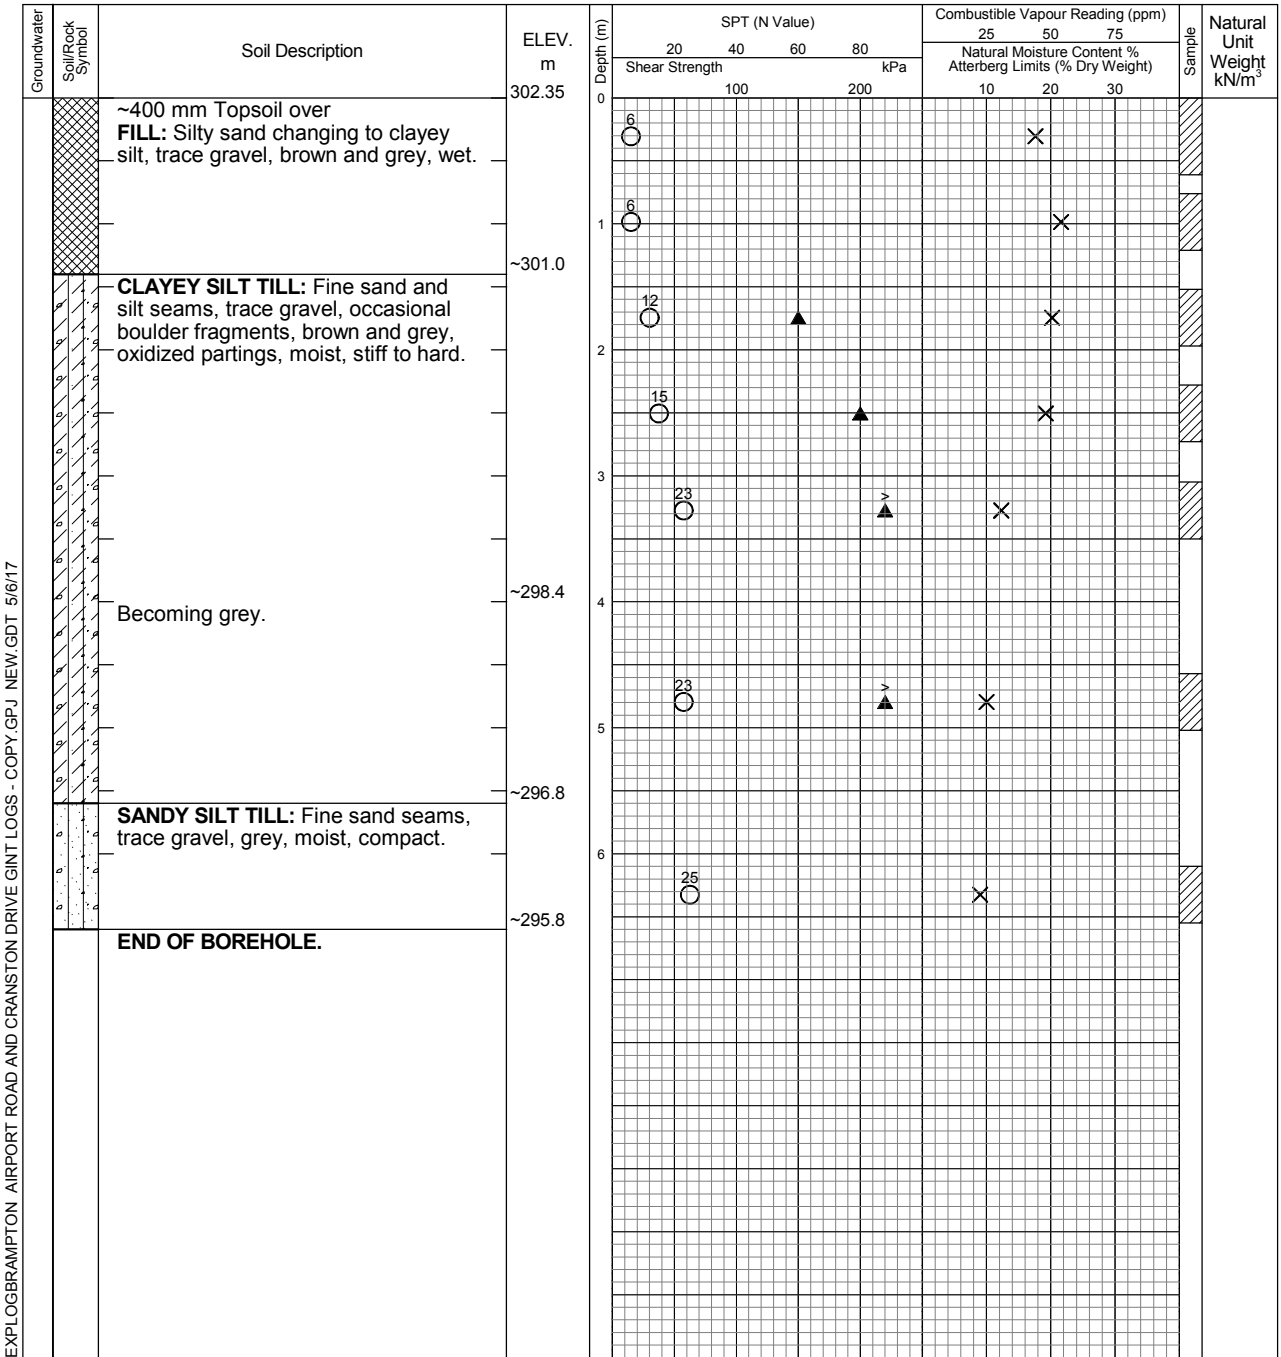 Groundwater
Soil/Rock
Symbol
Soil Description
ELEV.
m
302.35
Depth (m)
SPT (N Value)
20 40 60 80
Shear Strength kPa
100 200
Combustible Vapour Reading (ppm)
25 50 75
Natural Moisture Content %
Atterberg Limits (% Dry Weight)
10 20 30
Sample
Natural
Unit
Weight
kN/m³
0
~400 mm Topsoil over
FILL: Silty sand changing to clayey
silt, trace gravel, brown and grey, wet.
6
6
1
~301.0
CLAYEY SILT TILL: Fine sand and
silt seams, trace gravel, occasional
boulder fragments, brown and grey,
oxidized partings, moist, stiff to hard.
12
2
15
3
23
>
~298.4
4
Becoming grey.
23
>
5
~296.8
SANDY SILT TILL: Fine sand seams,
trace gravel, grey, moist, compact.
6
25
~295.8
END OF BOREHOLE.
EXPLOGBRAMPTON AIRPORT ROAD AND CRANSTON DRIVE GINT LOGS - COPY.GPJ NEW.GDT 5/6/17